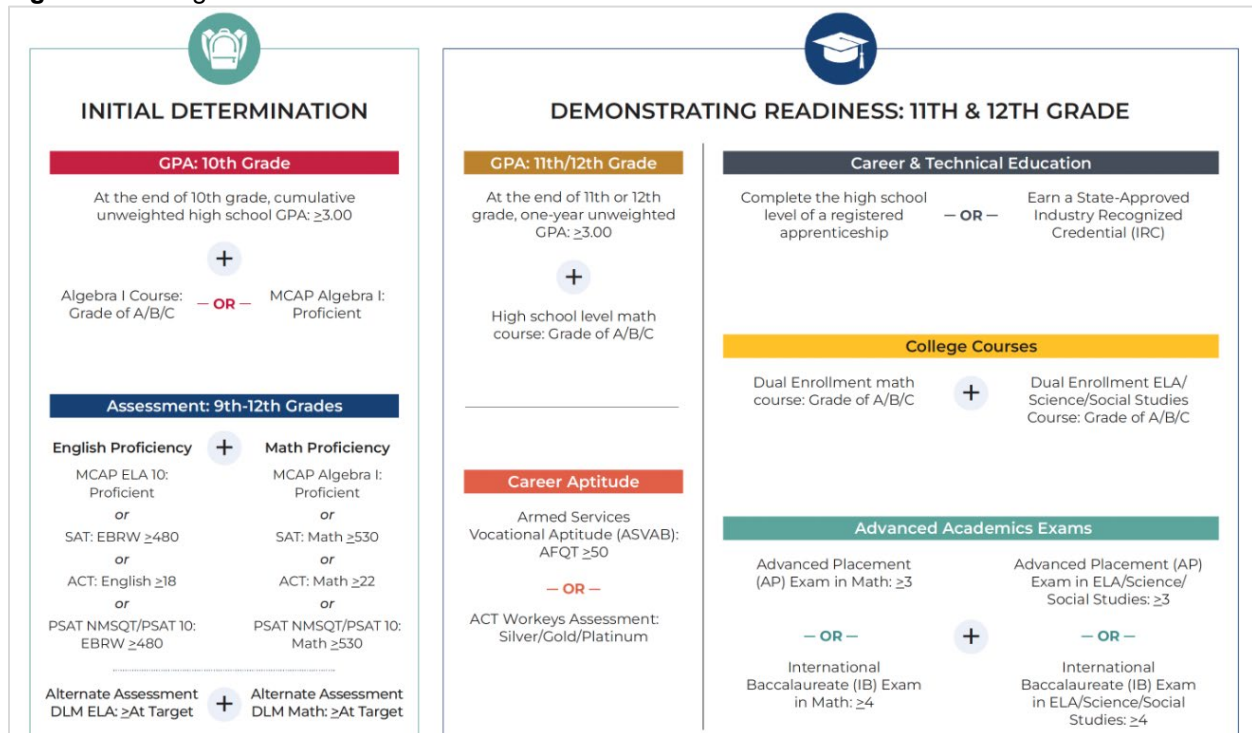 INITIAL DETERMINATION
GPA: 10th Grade
At the end of 10th grade, cumulative
unweighted high school GPA: ≥3.00
+
Algebra I Course:
Grade of A/B/C
— OR —
MCAP Algebra I:
Proficient
Assessment: 9th-12th Grades
English Proficiency
MCAP ELA 10:
Proficient
or
SAT: EBRW ≥480
or
ACT: English ≥18
or
PSAT NMSQT/PSAT 10:
EBRW ≥480
+
Math Proficiency
MCAP Algebra I:
Proficient
or
SAT: Math ≥530
or
ACT: Math ≥22
or
PSAT NMSQT/PSAT 10:
Math ≥530
Alternate Assessment
DLM ELA: ≥At Target
+
Alternate Assessment
DLM Math: ≥At Target
DEMONSTRATING READINESS: 11TH & 12TH GRADE
GPA: 11th/12th Grade
At the end of 11th or 12th
grade, one-year unweighted
GPA: ≥3.00
+
High school level math
course: Grade of A/B/C
Career Aptitude
Armed Services
Vocational Aptitude (ASVAB):
AFQT ≥50
— OR —
ACT Workeys Assessment:
Silver/Gold/Platinum
Career & Technical Education
Complete the high school
level of a registered
apprenticeship
— OR —
Earn a State-Approved
Industry Recognized
Credential (IRC)
College Courses
Dual Enrollment math
course: Grade of A/B/C
+
Dual Enrollment ELA/
Science/Social Studies
Course: Grade of A/B/C
Advanced Academics Exams
Advanced Placement
(AP) Exam in Math: ≥3
— OR —
International
Baccalaureate (IB) Exam
in Math: ≥4
+
Advanced Placement (AP)
Exam in ELA/Science/
Social Studies: ≥3
— OR —
International
Baccalaureate (IB) Exam
in ELA/Science/Social
Studies: ≥4